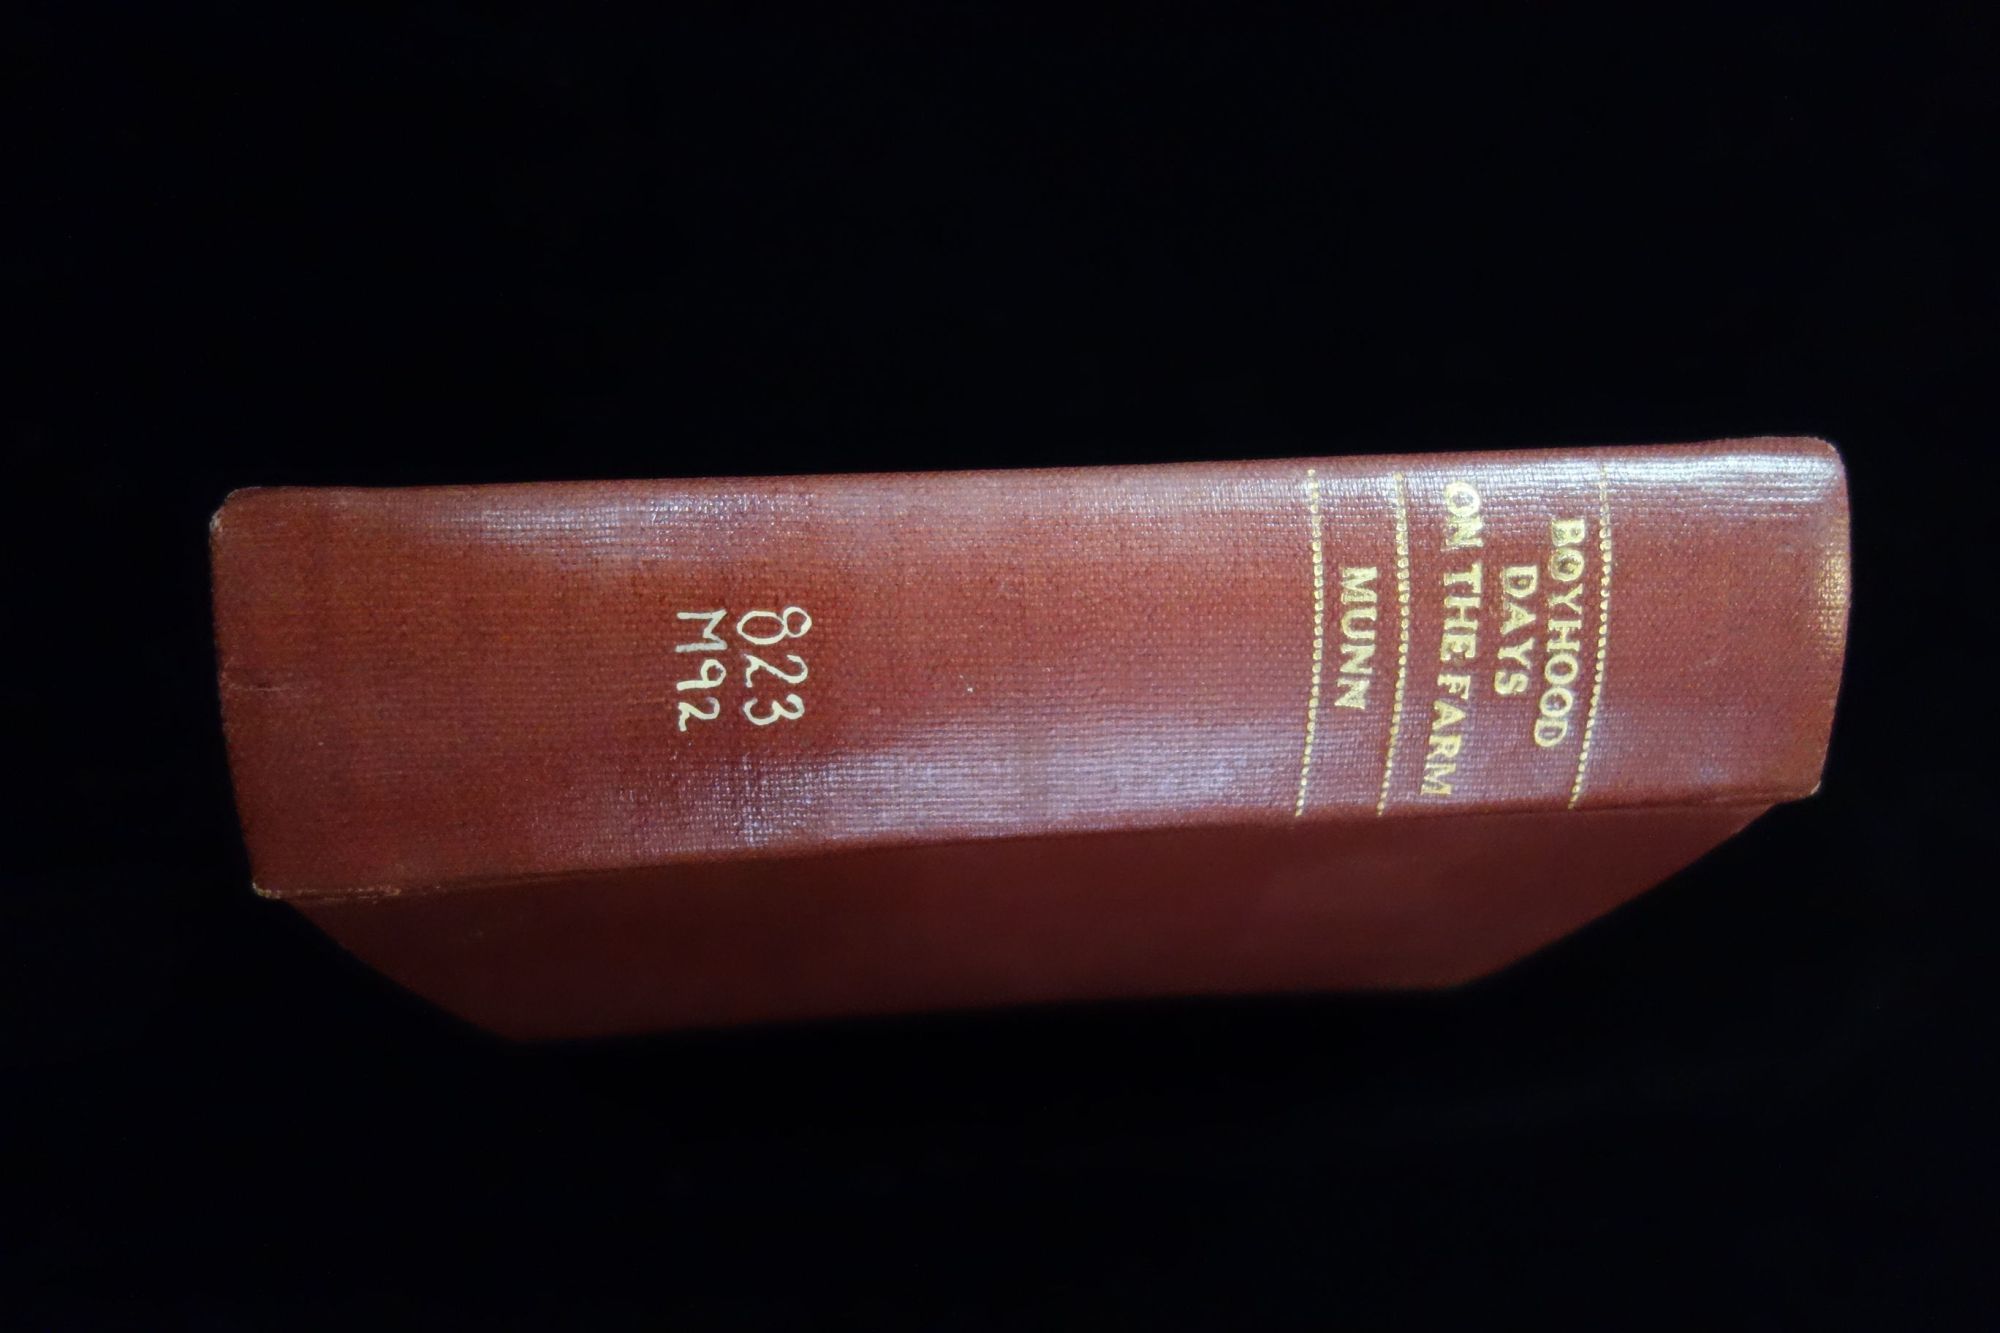 BOYHOOD
DAYS
ON THE FARM
MUNN
823
M92